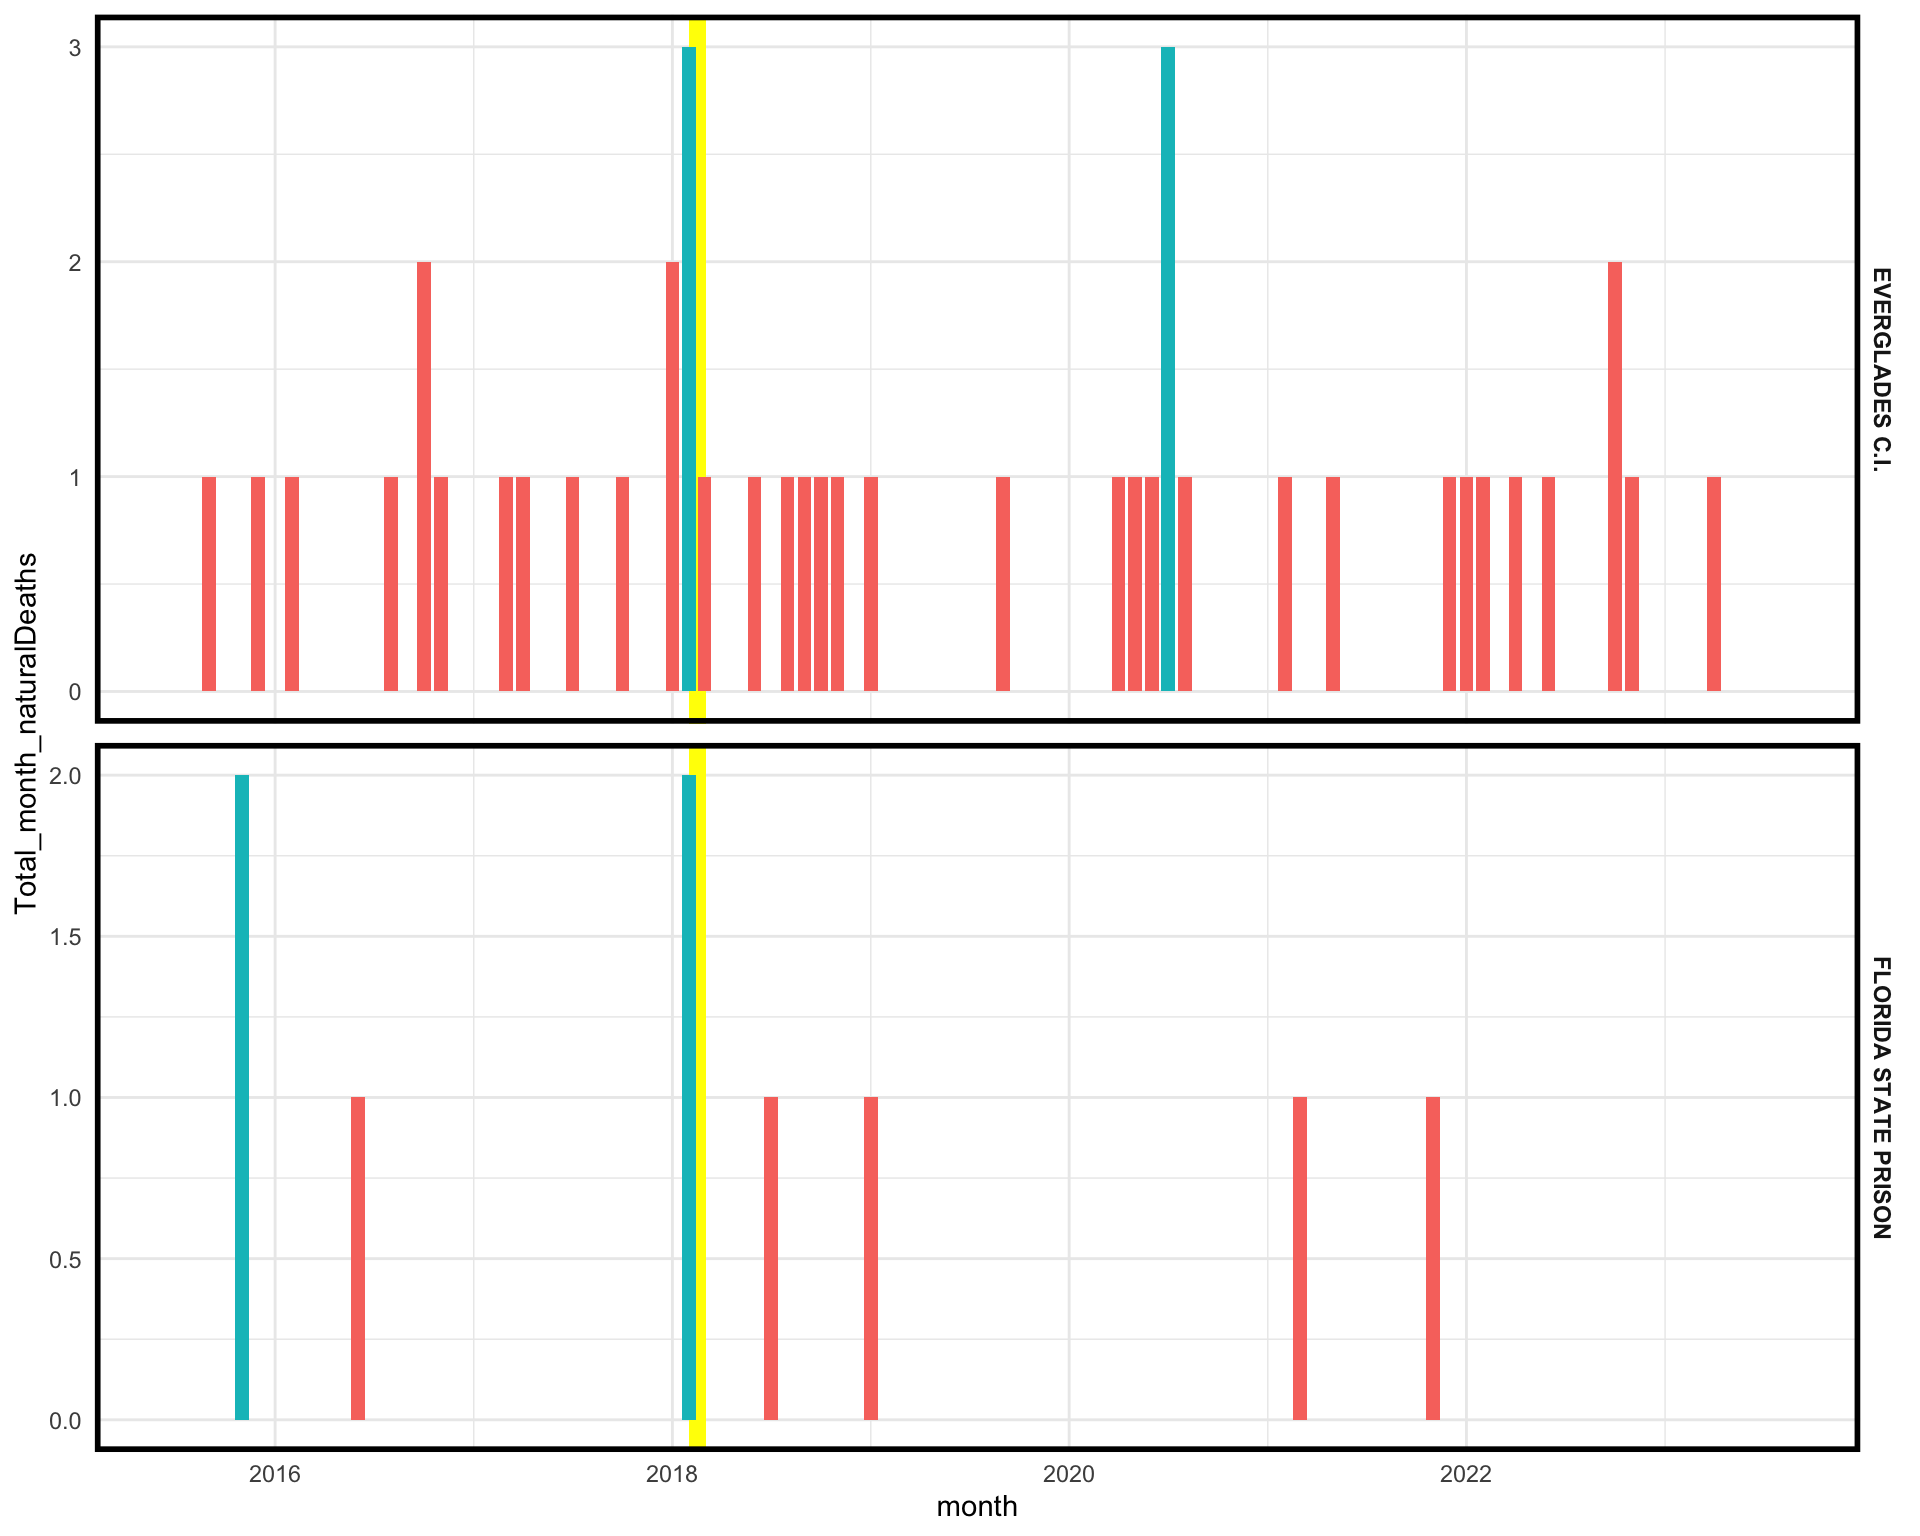 Total_month_naturalDeaths
3
2
1
0
EVERGLADES C.I.
2.0
1.5
1.0
0.5
0.0
FLORIDA STATE PRISON
2016 2018 2020 2022
month